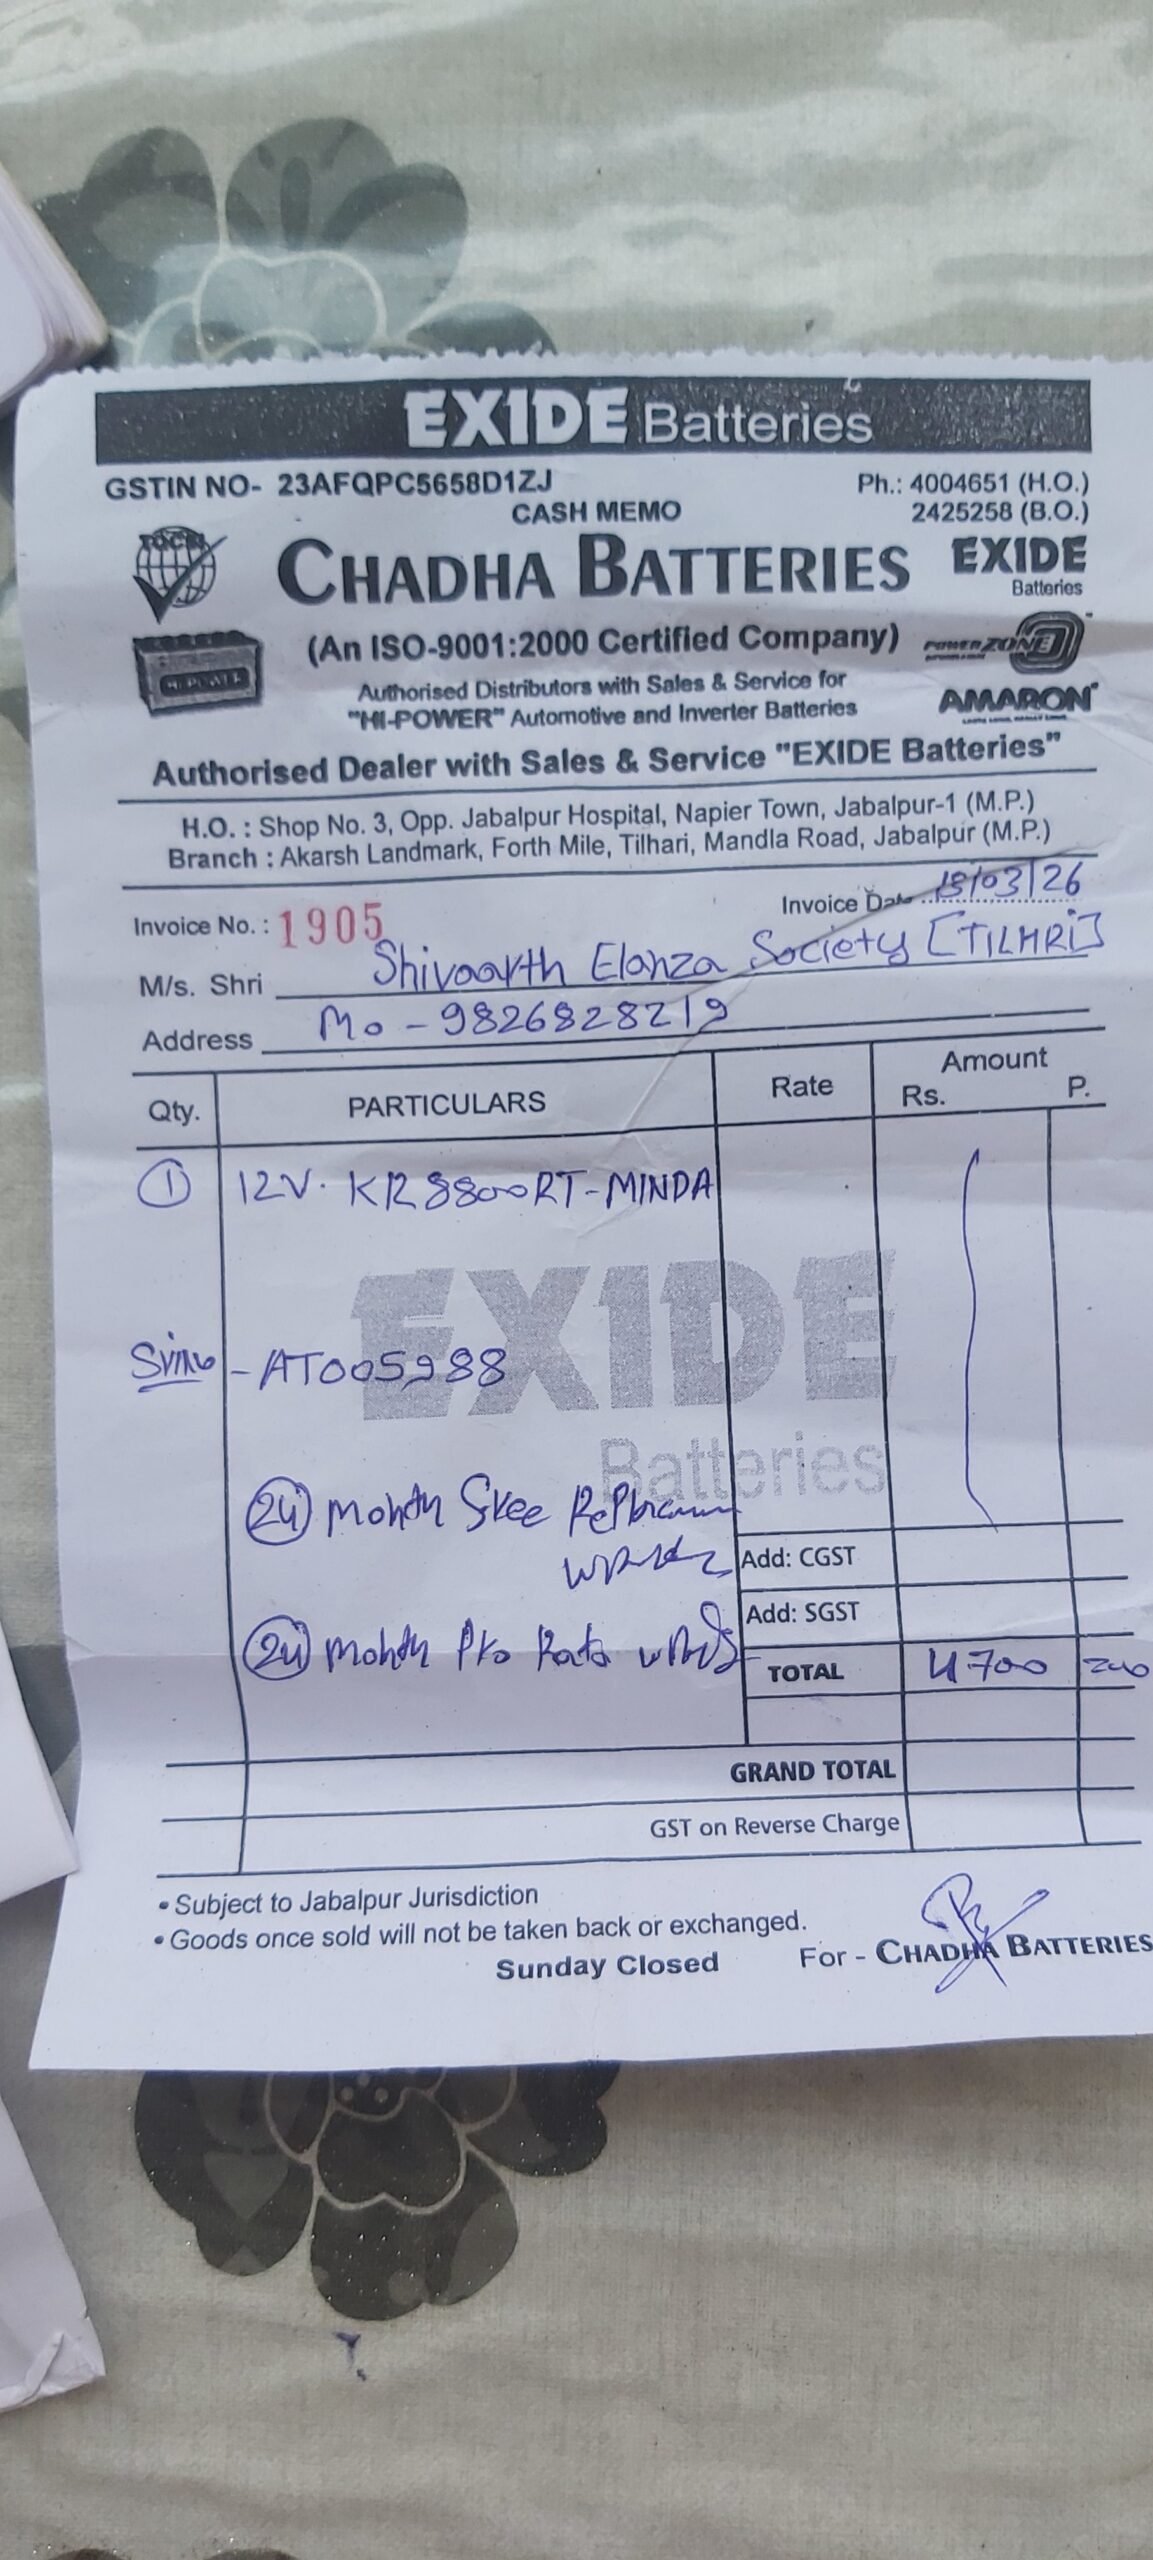 EXIDE Batteries
GSTIN NO- 23AFQPC5658D1ZJ
Ph.: 4004651 (H.O.)
CASH MEMO
2425258 (B.O.)
CHADHA BATTERIES
EXIDE
Batteries
(An ISO-9001:2000 Certified Company)
POWERZONE
HI-POWER
Authorised Distributors with Sales & Service for
"HI-POWER" Automotive and Inverter Batteries
AMARON
Authorised Dealer with Sales & Service "EXIDE Batteries"
H.O. : Shop No. 3, Opp. Jabalpur Hospital, Napier Town, Jabalpur-1 (M.P.)
Branch : Akarsh Landmark, Forth Mile, Tilhari, Mandla Road, Jabalpur (M.P.)
Invoice No. : 1905
Invoice Date /03/26
M/s. Shri Shivaarth Elanza Society [TILHRI]
Address Mo - 9826828219
Qty. PARTICULARS Rate Amount
Rs. P.
1 12V. KR8800RT-MINDA
- AT005988
EXIDE
Batteries
24 Month Free
Add: CGST
24 Month Pro Rata
Add: SGST
TOTAL 4700
GRAND TOTAL
GST on Reverse Charge
• Subject to Jabalpur Jurisdiction
• Goods once sold will not be taken back or exchanged.
Sunday Closed
For - CHADHA BATTERIES